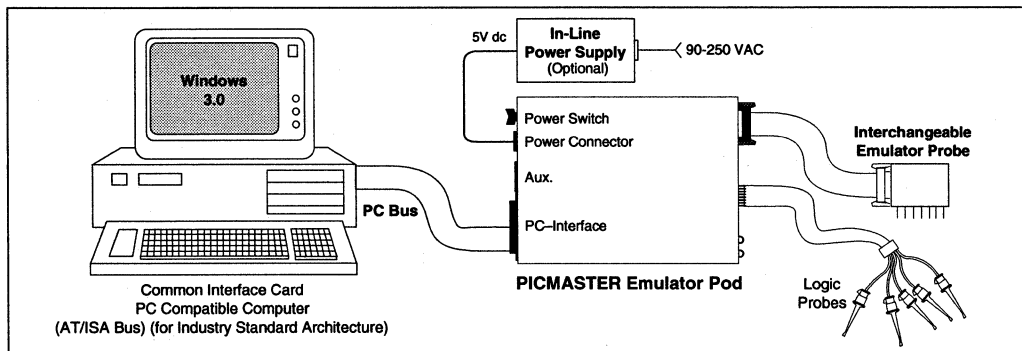 Windows
3.0
5V dc
In-Line
Power Supply
(Optional)
90-250 VAC
Power Switch
Power Connector
Aux.
PC–Interface
PC Bus
PICMASTER Emulator Pod
Interchangeable
Emulator Probe
Logic
Probes
Common Interface Card
PC Compatible Computer
(AT/ISA Bus) (for Industry Standard Architecture)